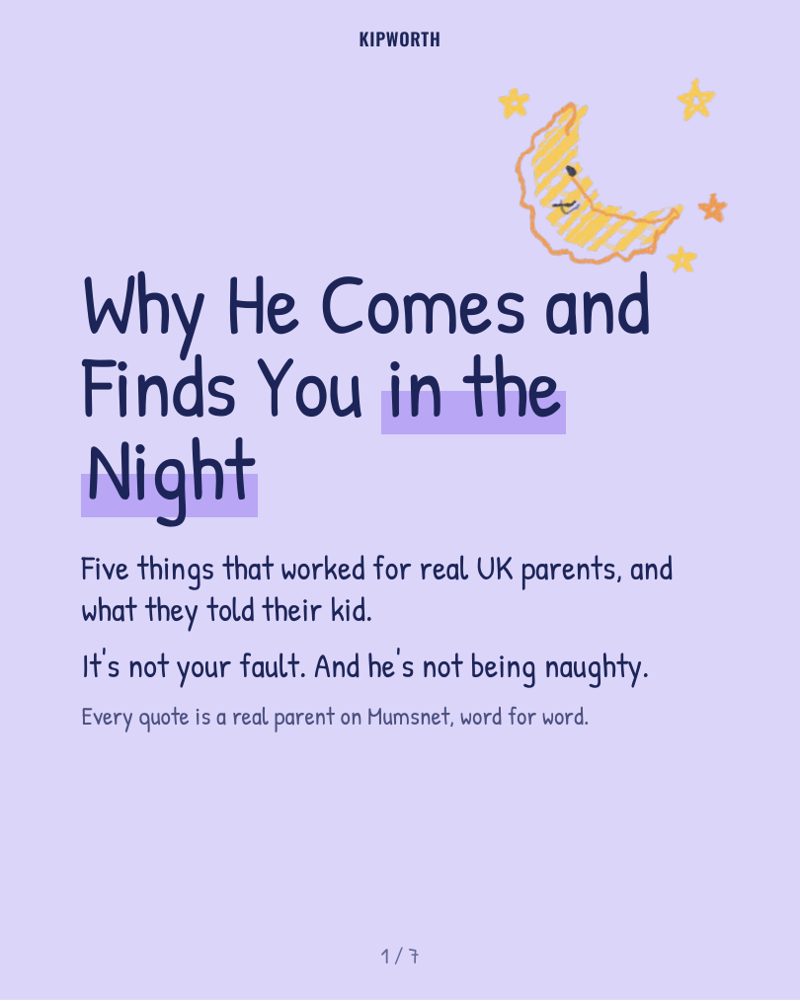 KIPWORTH
Why He Comes and
Finds You in the
Night
Five things that worked for real UK parents, and
what they told their kid.
It's not your fault. And he's not being naughty.
Every quote is a real parent on Mumsnet, word for word.
1 / 7